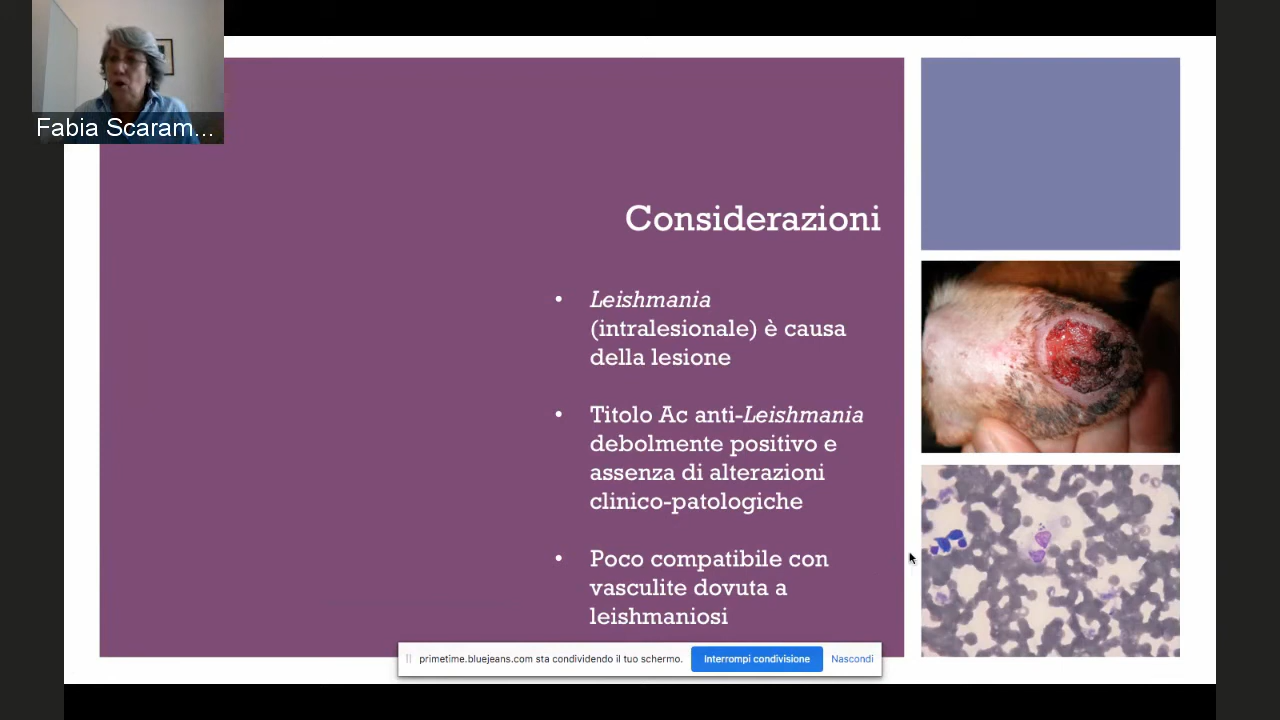 Fabia Scaram...
Considerazioni
• Leishmania
(intralesionale) è causa
della lesione
• Titolo Ac anti-Leishmania
debolmente positivo e
assenza di alterazioni
clinico-patologiche
• Poco compatibile con
vasculite dovuta a
leishmaniosi
primetime.bluejeans.com sta condividendo il tuo schermo. Interrompi condivisione Nascondi